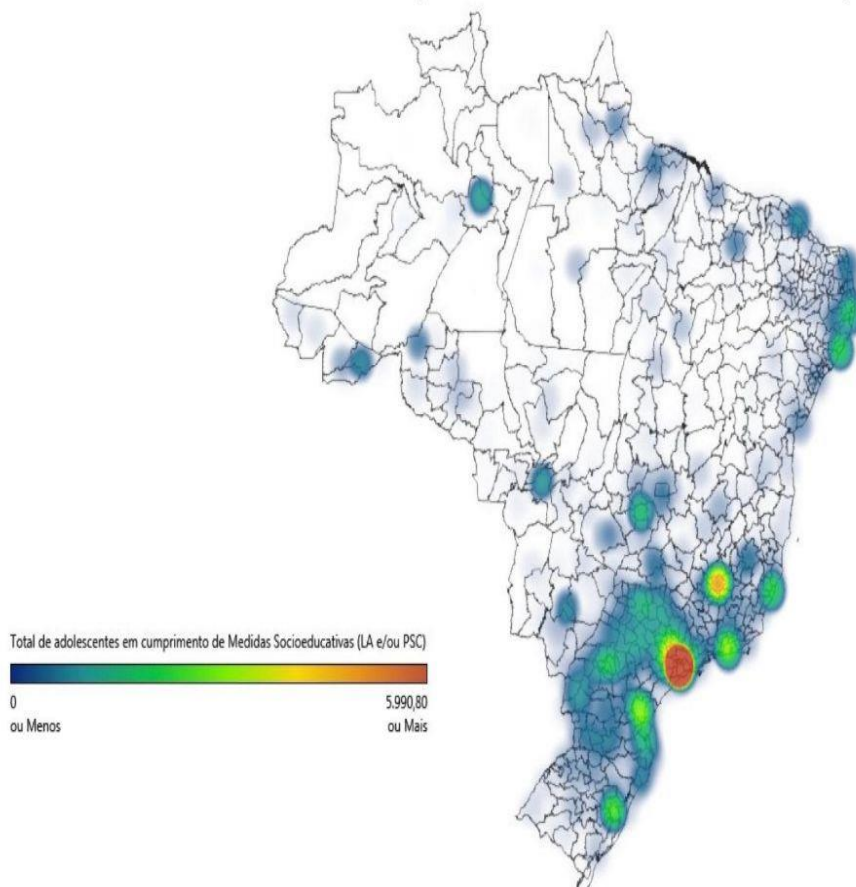 Total de adolescentes em cumprimento de Medidas Socioeducativas (LA e/ou PSC)
0 5.990,80
ou Menos ou Mais